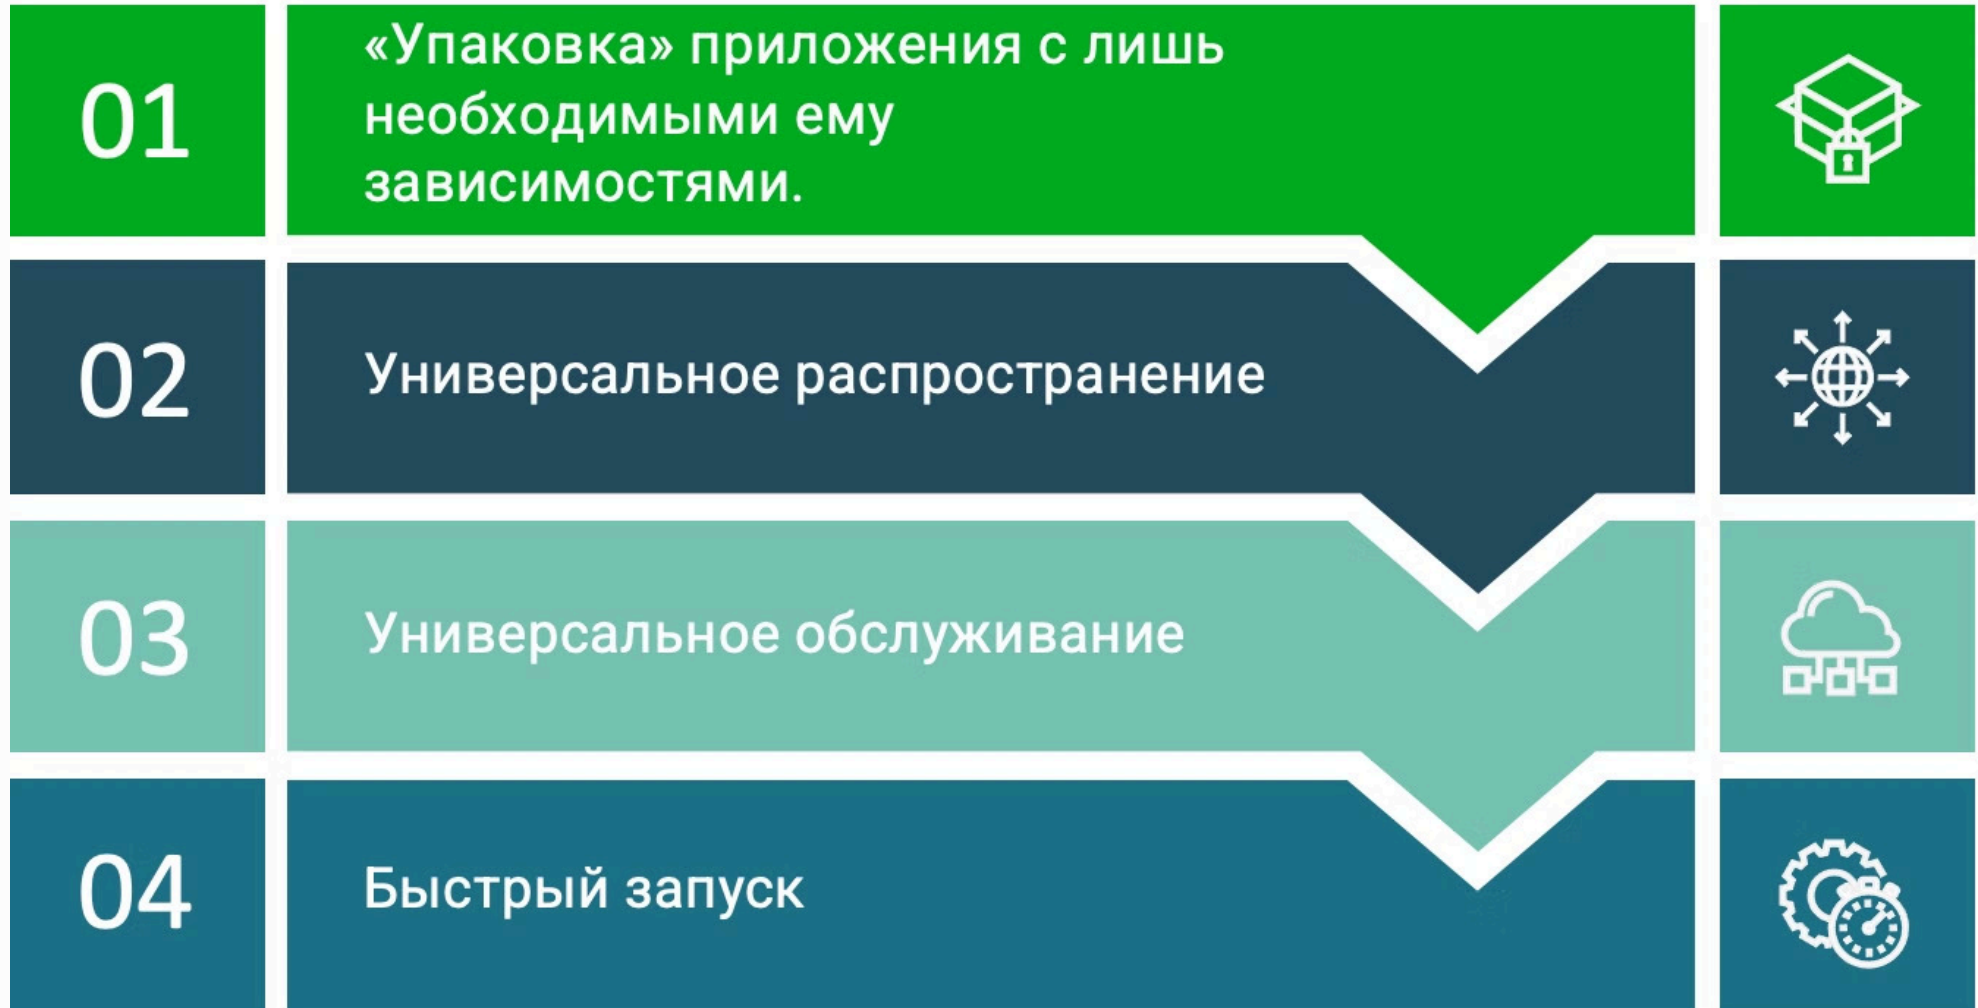 01
«Упаковка» приложения с лишь
необходимыми ему
зависимостями.
02
Универсальное распространение
03
Универсальное обслуживание
04
Быстрый запуск